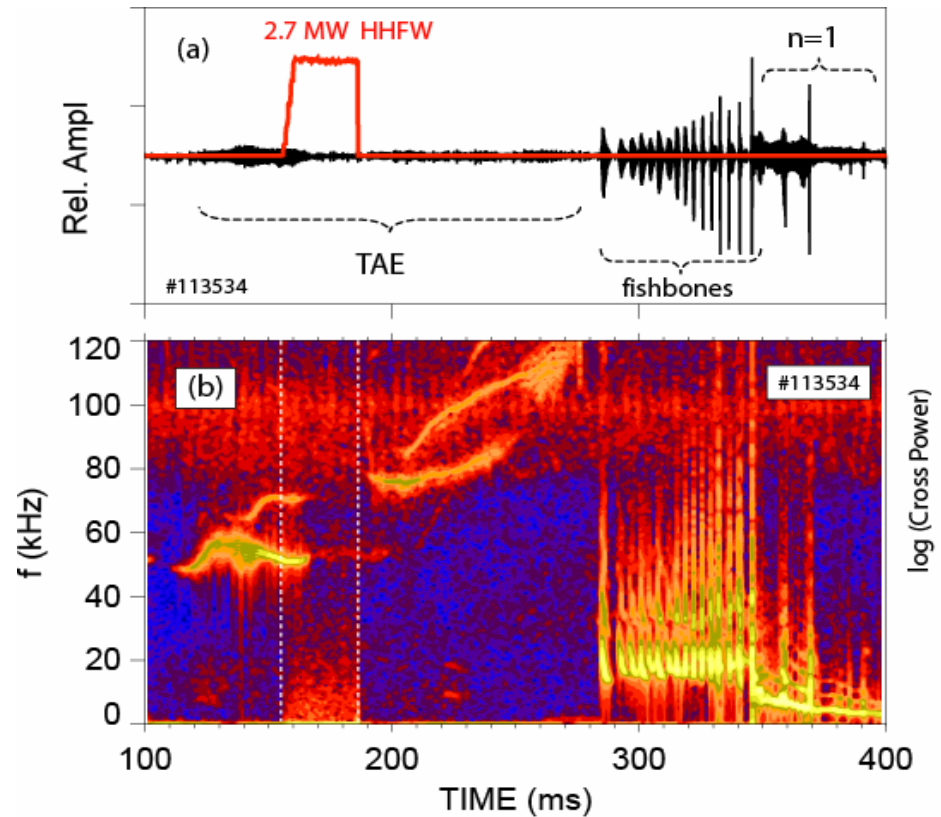 (a)
2.7 MW HHFW
n=1
Rel. Ampl
TAE
fishbones
#113534
120
100
80
60
40
20
0
(b)
#113534
f (kHz)
log (Cross Power)
100
200
300
400
TIME (ms)